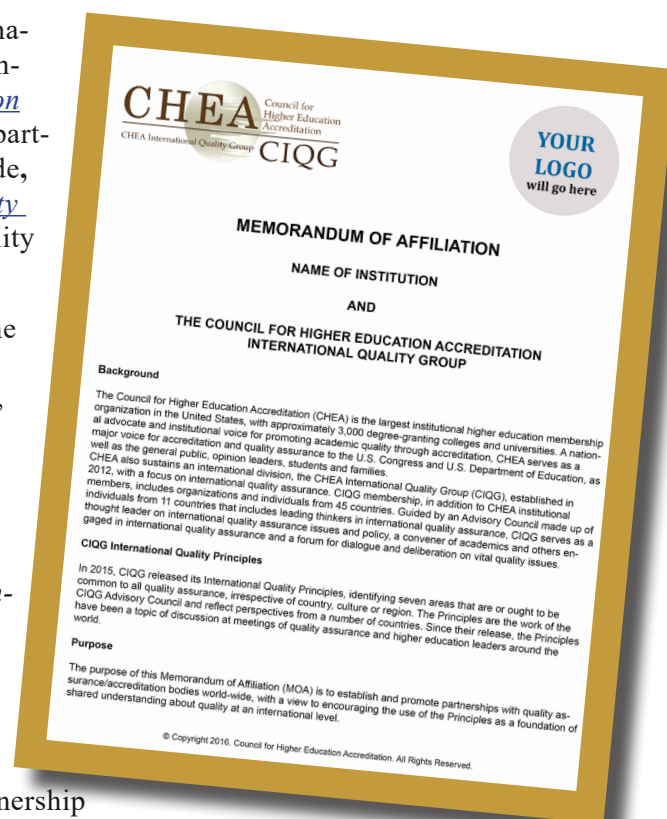 na-
n-
on
part-
de,
ty
ity
ne
,
n-
nership
CHEA
Council for
Higher Education
Accreditation
CHEA International Quality Group
CIQG
YOUR
LOGO
will go here
MEMORANDUM OF AFFILIATION
NAME OF INSTITUTION
AND
THE COUNCIL FOR HIGHER EDUCATION ACCREDITATION
INTERNATIONAL QUALITY GROUP
Background
The Council for Higher Education Accreditation (CHEA) is the largest institutional higher education membership
organization in the United States, with approximately 3,000 degree-granting colleges and universities. A nation-
al advocate and institutional voice for promoting academic quality through accreditation, CHEA serves as a
major voice for accreditation and quality assurance to the U.S. Congress and U.S. Department of Education, as
well as the general public, opinion leaders, students and families.
CHEA also sustains an international division, the CHEA International Quality Group (CIQG), established in
2012, with a focus on international quality assurance. CIQG membership, in addition to CHEA institutional
members, includes organizations and individuals from 45 countries. Guided by an Advisory Council made up of
individuals from 11 countries that includes leading thinkers in international quality assurance, CIQG serves as a
thought leader on international quality assurance issues and policy, a convener of academics and others en-
gaged in international quality assurance and a forum for dialogue and deliberation on vital quality issues.
CIQG International Quality Principles
In 2015, CIQG released its International Quality Principles, identifying seven areas that are or ought to be
common to all quality assurance, irrespective of country, culture or region. The Principles are the work of the
CIQG Advisory Council and reflect perspectives from a number of countries. Since their release, the Principles
have been a topic of discussion at meetings of quality assurance and higher education leaders around the
world.
Purpose
The purpose of this Memorandum of Affiliation (MOA) is to establish and promote partnerships with quality as-
surance/accreditation bodies world-wide, with a view to encouraging the use of the Principles as a foundation of
shared understanding about quality at an international level.
© Copyright 2016. Council for Higher Education Accreditation. All Rights Reserved.